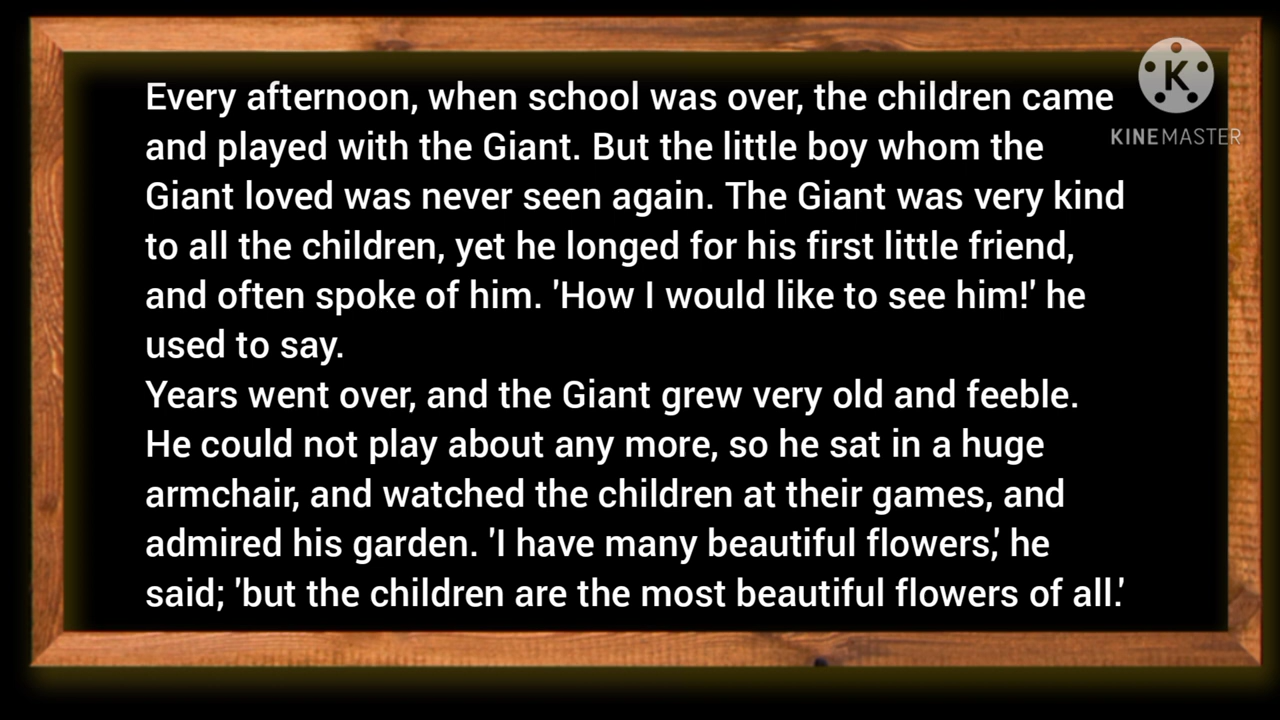 Every afternoon, when school was over, the children came
and played with the Giant. But the little boy whom the
Giant loved was never seen again. The Giant was very kind
to all the children, yet he longed for his first little friend,
and often spoke of him. 'How I would like to see him!' he
used to say.
Years went over, and the Giant grew very old and feeble.
He could not play about any more, so he sat in a huge
armchair, and watched the children at their games, and
admired his garden. 'I have many beautiful flowers,' he
said; 'but the children are the most beautiful flowers of all.'
K
KINEMASTER